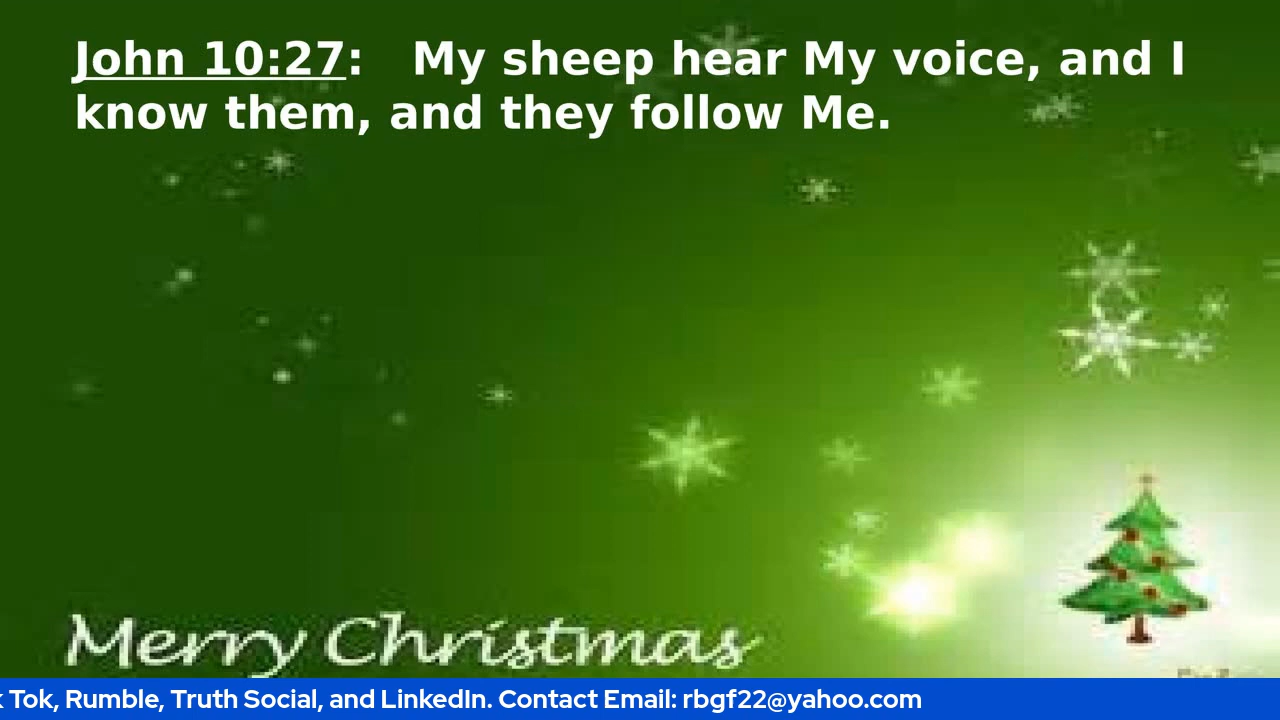 John 10:27:   My sheep hear My voice, and I
know them, and they follow Me.
Merry Christmas
Tok, Rumble, Truth Social, and LinkedIn. Contact Email: rbgf22@yahoo.com